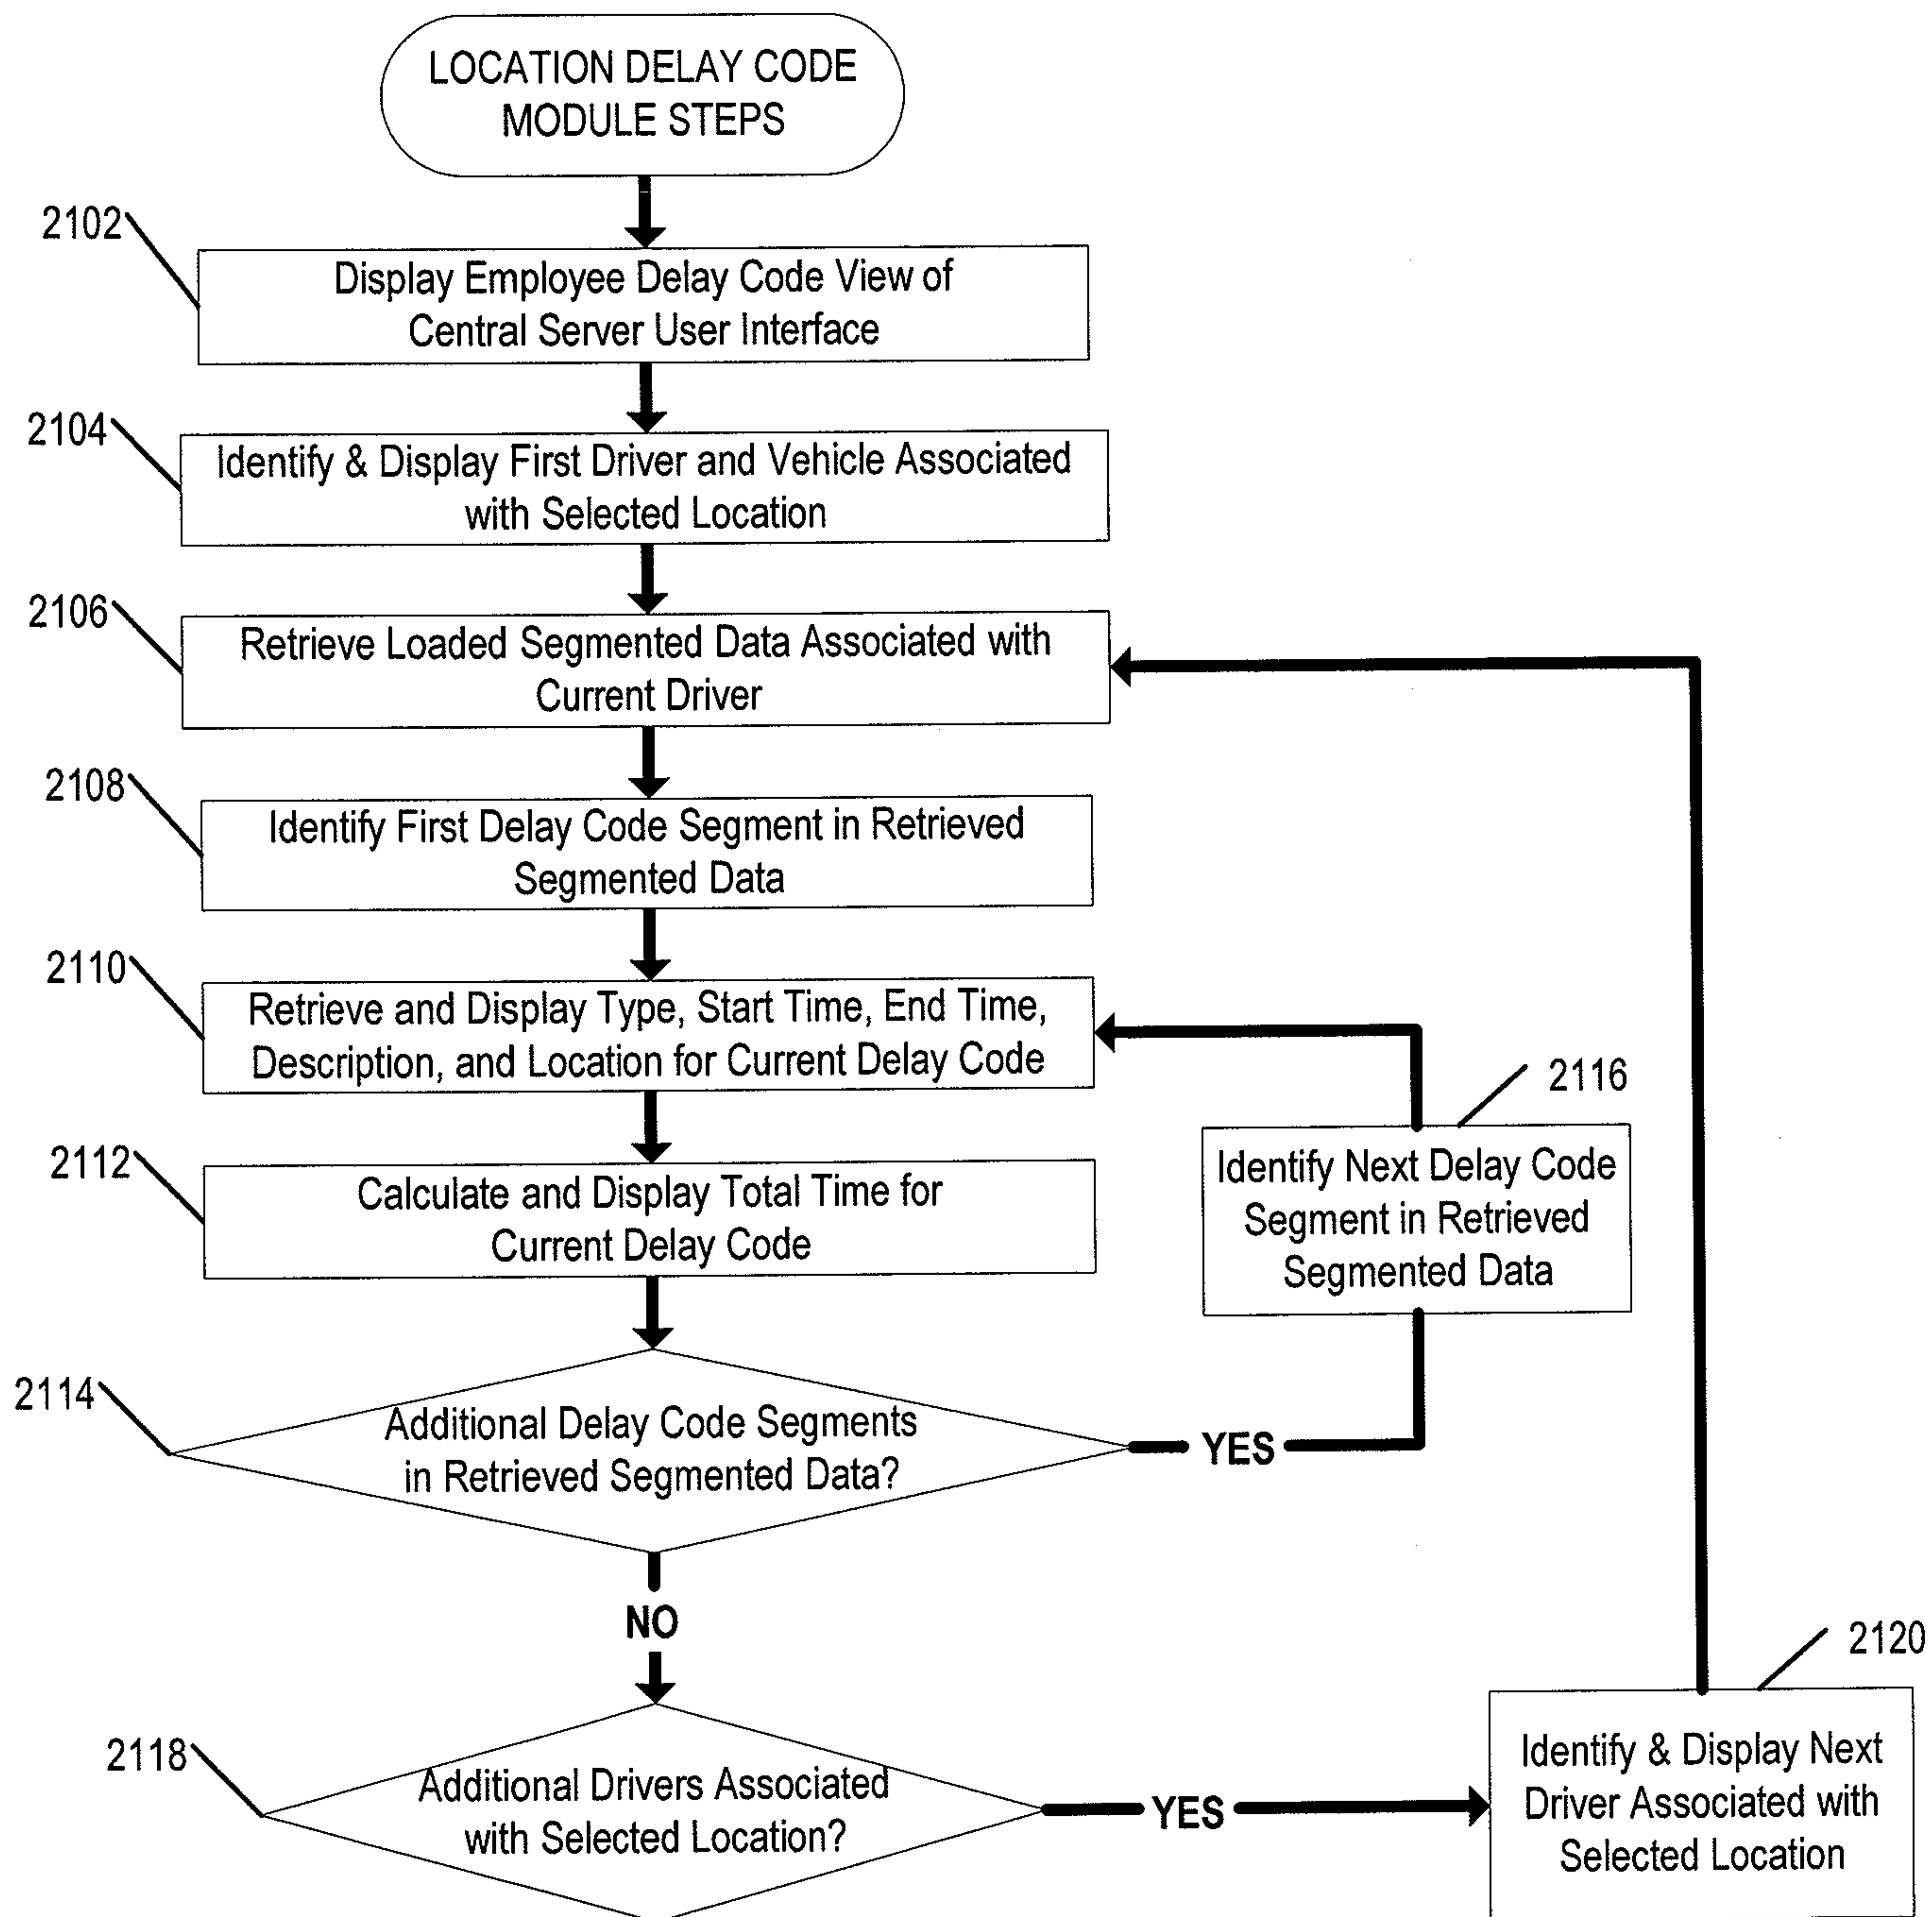 LOCATION DELAY CODE
MODULE STEPS
2102
Display Employee Delay Code View of
Central Server User Interface
2104
Identify & Display First Driver and Vehicle Associated
with Selected Location
2106
Retrieve Loaded Segmented Data Associated with
Current Driver
2108
Identify First Delay Code Segment in Retrieved
Segmented Data
2110
Retrieve and Display Type, Start Time, End Time,
Description, and Location for Current Delay Code
2112
Calculate and Display Total Time for
Current Delay Code
2116
Identify Next Delay Code
Segment in Retrieved
Segmented Data
2114
Additional Delay Code Segments
in Retrieved Segmented Data?
YES
NO
2118
Additional Drivers Associated
with Selected Location?
YES
2120
Identify & Display Next
Driver Associated with
Selected Location